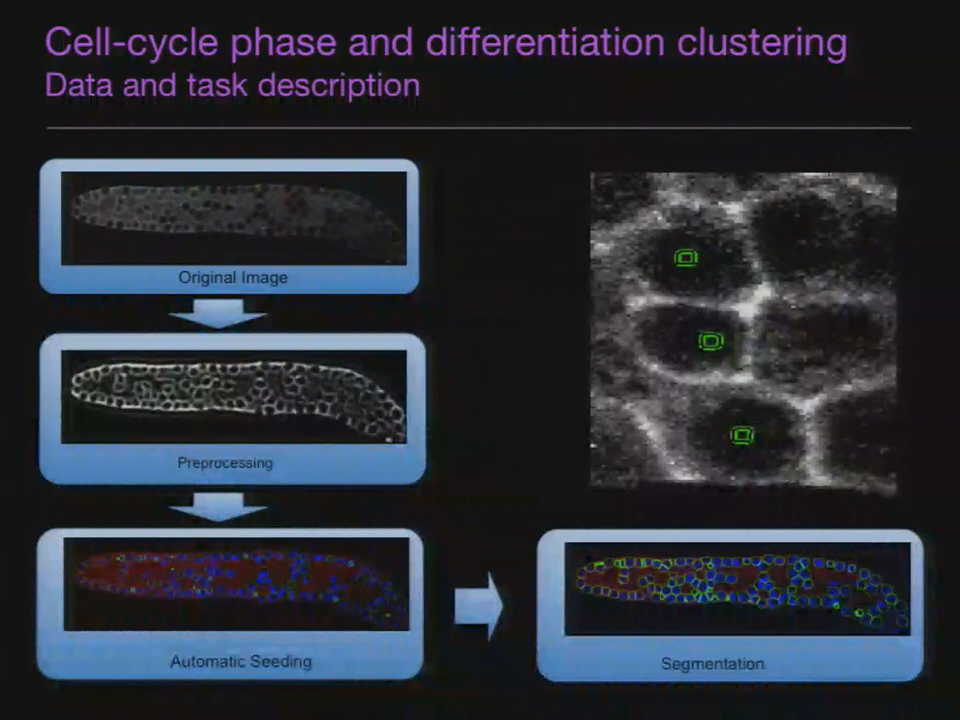 Cell-cycle phase and differentiation clustering
Data and task description
Original Image
Preprocessing
Automatic Seeding
Segmentation